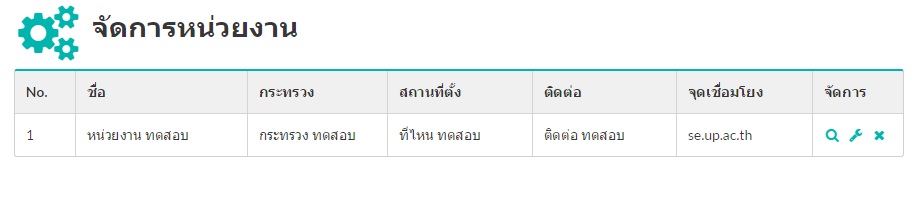 จัดการหน่วยงาน
No. ชื่อ กระทรวง สถานที่ตั้ง ติดต่อ จุดเชื่อมโยง จัดการ
1 หน่วยงาน ทดสอบ กระทรวง ทดสอบ ที่ไหน ทดสอบ ติดต่อ ทดสอบ se.up.ac.th